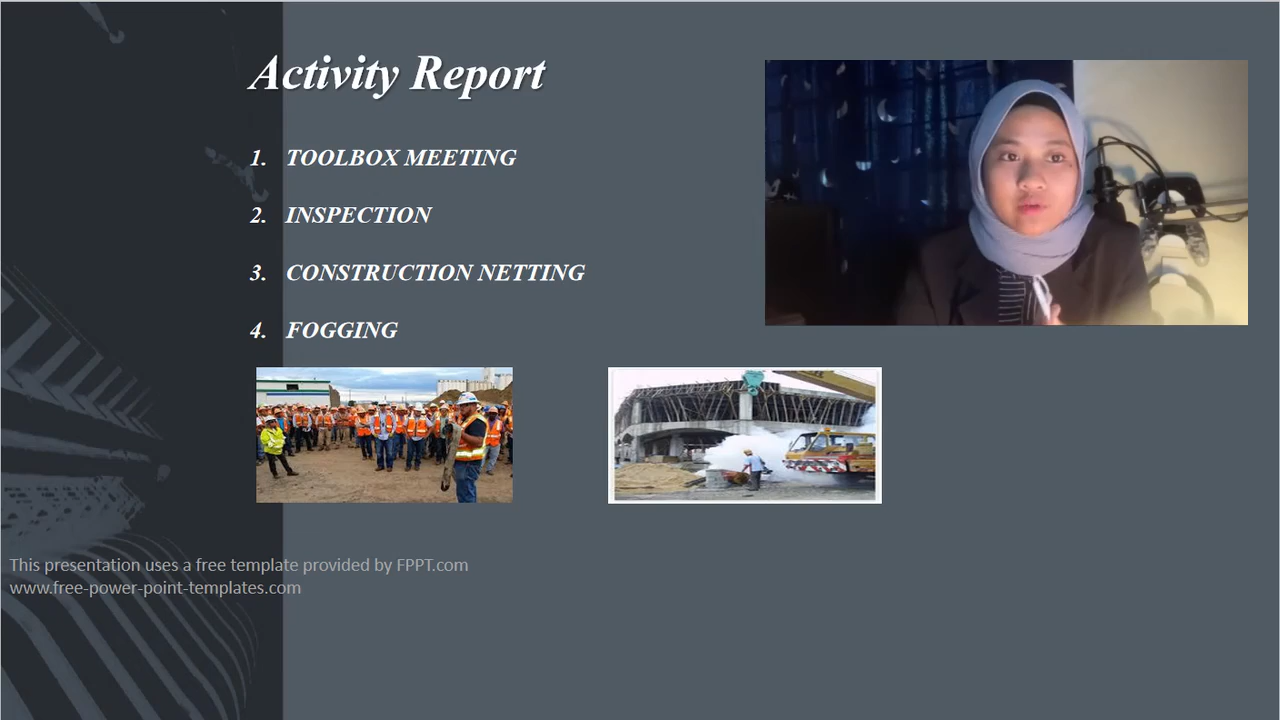 Activity Report
1. TOOLBOX MEETING
2. INSPECTION
3. CONSTRUCTION NETTING
4. FOGGING
This presentation uses a free template provided by FPPT.com
www.free-power-point-templates.com